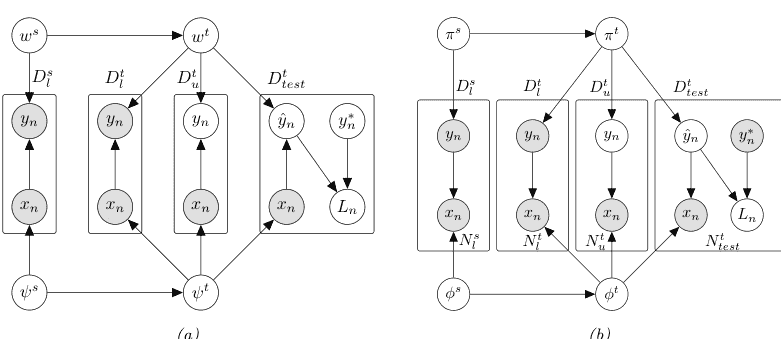 w^s w^t π^s π^t
D_l^s D_l^t D_u^t D_test^t D_l^s D_l^t D_u^t D_test^t
y_n y_n y_n ŷ_n y_n^* y_n y_n y_n ŷ_n y_n^*
x_n x_n x_n x_n L_n x_n x_n x_n x_n L_n
N_l^s N_l^t N_u^t N_test^t
ψ^s ψ^t ϕ^s ϕ^t
(a) (b)